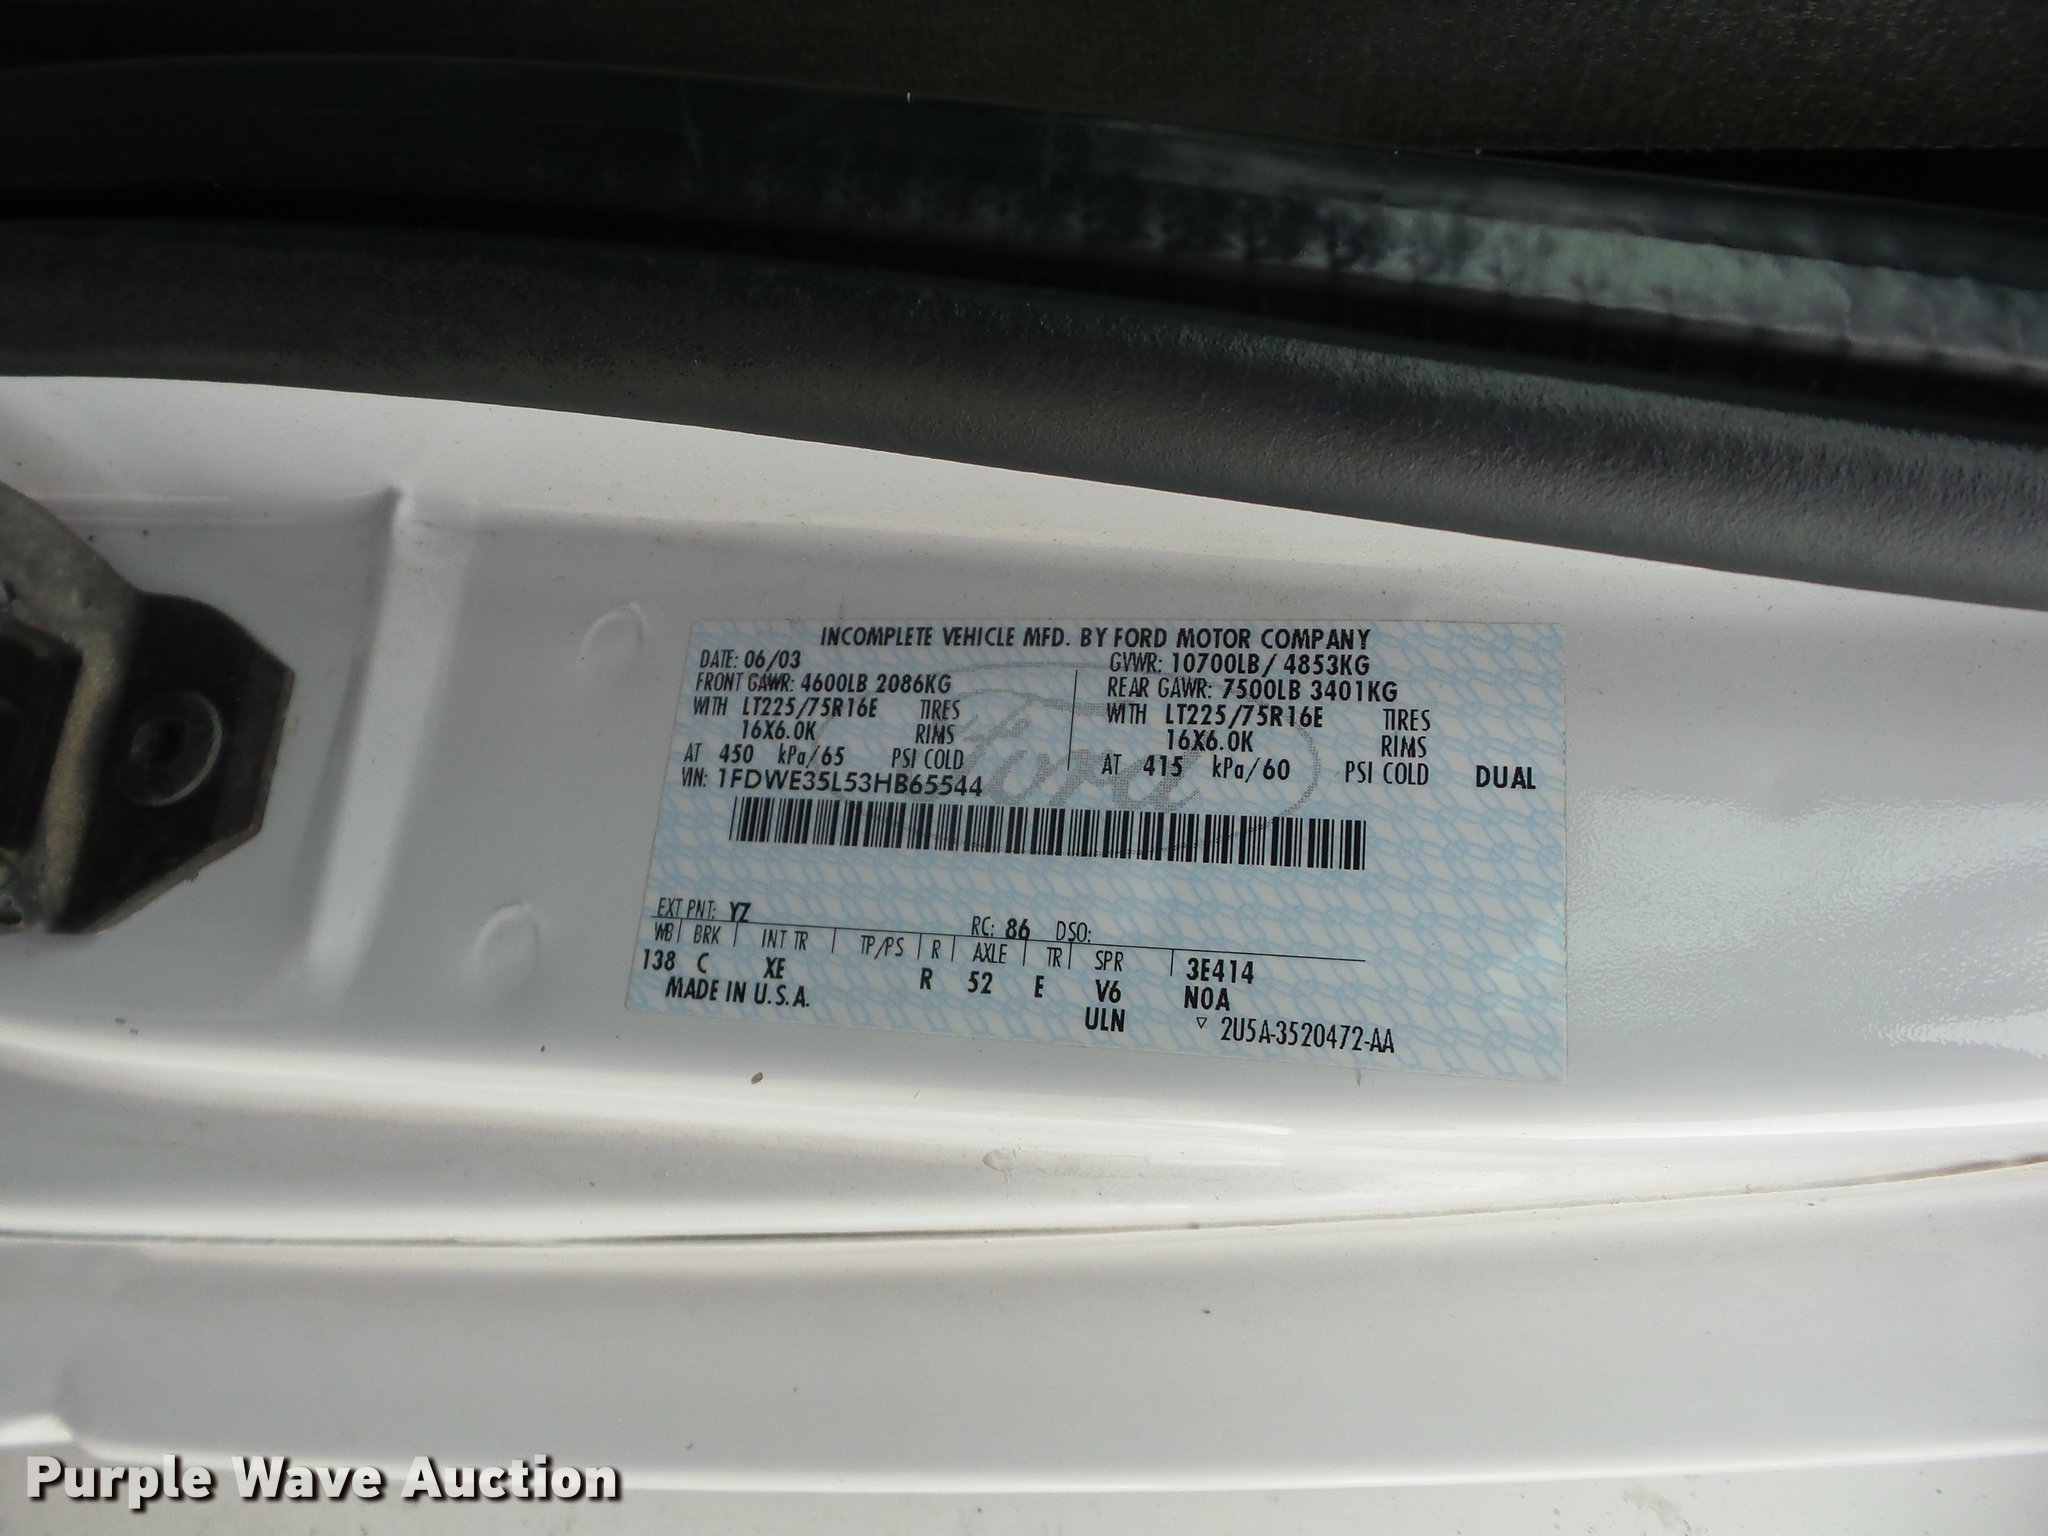 INCOMPLETE VEHICLE MFD. BY FORD MOTOR COMPANY
DATE: 06/03 GVWR: 10700LB / 4853KG
FRONT GAWR: 4600LB 2086KG REAR GAWR: 7500LB 3401KG
WITH LT225/75R16E TIRES WITH LT225/75R16E TIRES
16X6.0K RIMS 16X6.0K RIMS
AT 450 kPa/65 PSI COLD AT 415 kPa/60 PSI COLD DUAL
VIN: 1FDWE35L53HB65544
Ford
EXT PNT: YZ RC: 86 DSO:
WB BRK INT TR TP/PS R AXLE TR SPR 3E414
138 C XE R 52 E V6 N0A
MADE IN U.S.A. ULN ▽ 2U5A-3520472-AA
Purple Wave Auction